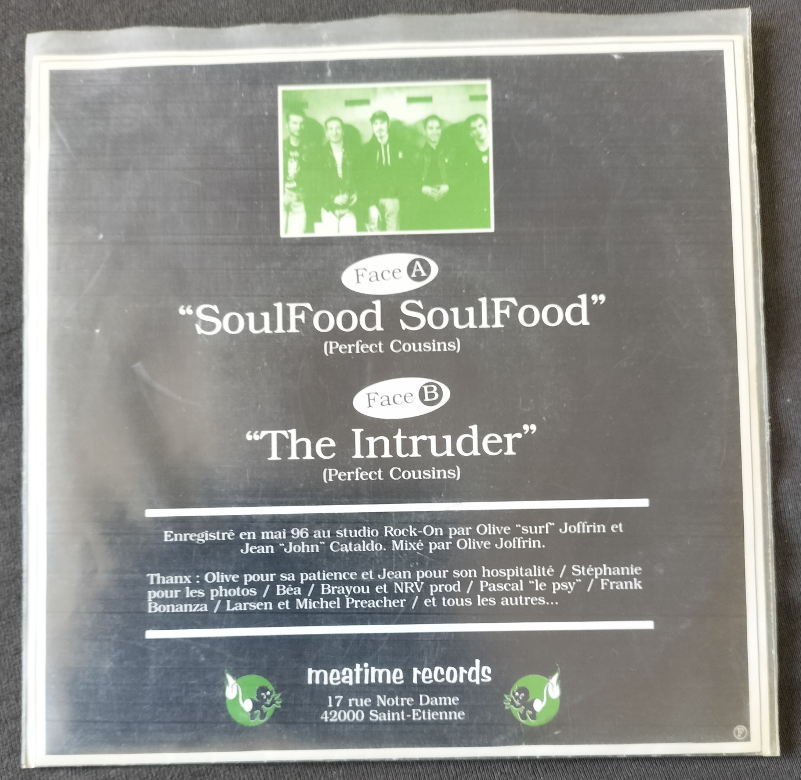 Face A
“SoulFood SoulFood”
(Perfect Cousins)
Face B
“The Intruder”
(Perfect Cousins)
Enregistré en mai 96 au studio Rock-On par Olive “surf” Joffrin et
Jean “John” Cataldo. Mixé par Olive Joffrin.
Thanx : Olive pour sa patience et Jean pour son hospitalité / Stéphanie
pour les photos / Béa / Brayou et NRV prod / Pascal “le psy” / Frank
Bonanza / Larsen et Michel Preacher / et tous les autres...
meatime records
17 rue Notre Dame
42000 Saint-Etienne
F